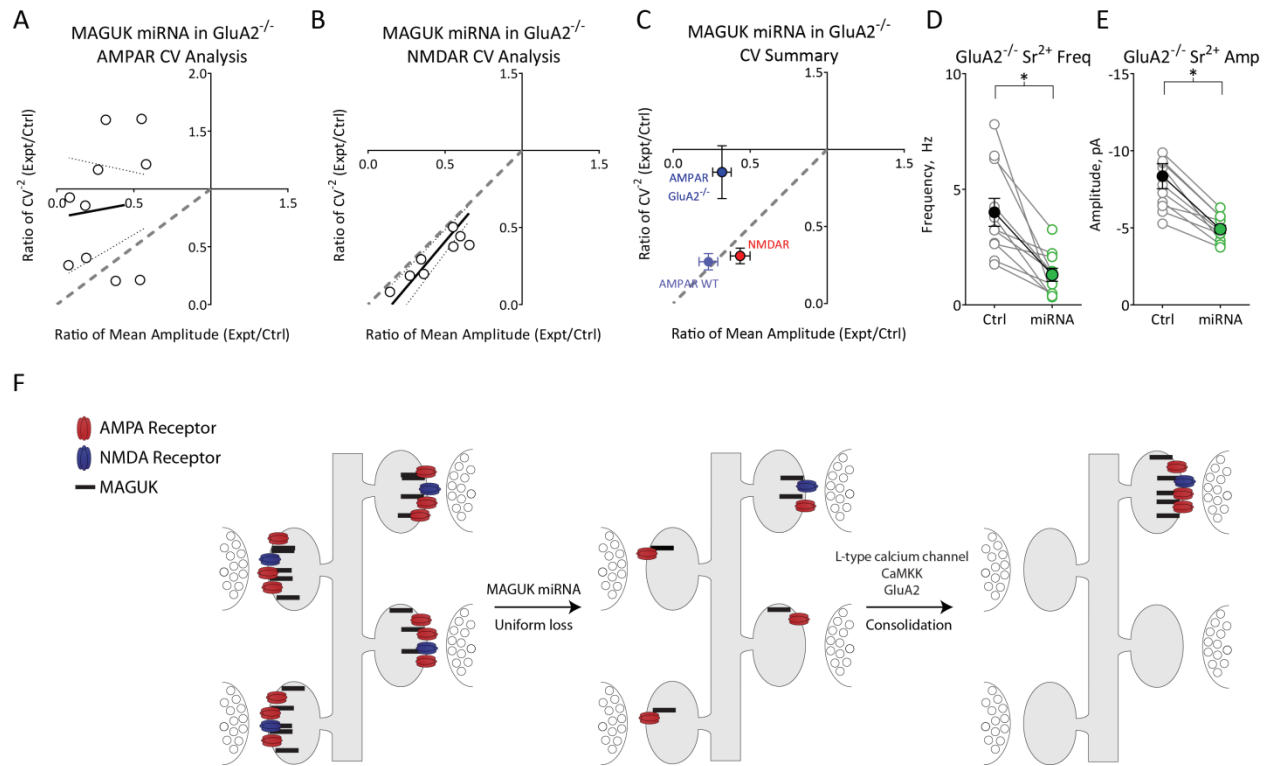 A
MAGUK miRNA in GluA2-/-
AMPAR CV Analysis
2.0
1.5
0.0
0.5
1.5
0.5
0.0
Ratio of CV-2 (Expt/Ctrl)
Ratio of Mean Amplitude (Expt/Ctrl)
B
MAGUK miRNA in GluA2-/-
NMDAR CV Analysis
1.5
0.0
0.5
1.5
0.5
0.0
Ratio of CV-2 (Expt/Ctrl)
Ratio of Mean Amplitude (Expt/Ctrl)
C
MAGUK miRNA in GluA2-/-
CV Summary
1.5
0.0
0.5
1.5
AMPAR
GluA2-/-
NMDAR
AMPAR WT
0.5
0.0
Ratio of CV-2 (Expt/Ctrl)
Ratio of Mean Amplitude (Expt/Ctrl)
D
GluA2-/- Sr2+ Freq
10
*
5
0
Frequency, Hz
Ctrl
miRNA
E
GluA2-/- Sr2+ Amp
-15
*
-10
-5
0
Amplitude, pA
Ctrl
miRNA
F
AMPA Receptor
NMDA Receptor
MAGUK
MAGUK miRNA
Uniform loss
L-type calcium channel
CaMKK
GluA2
Consolidation